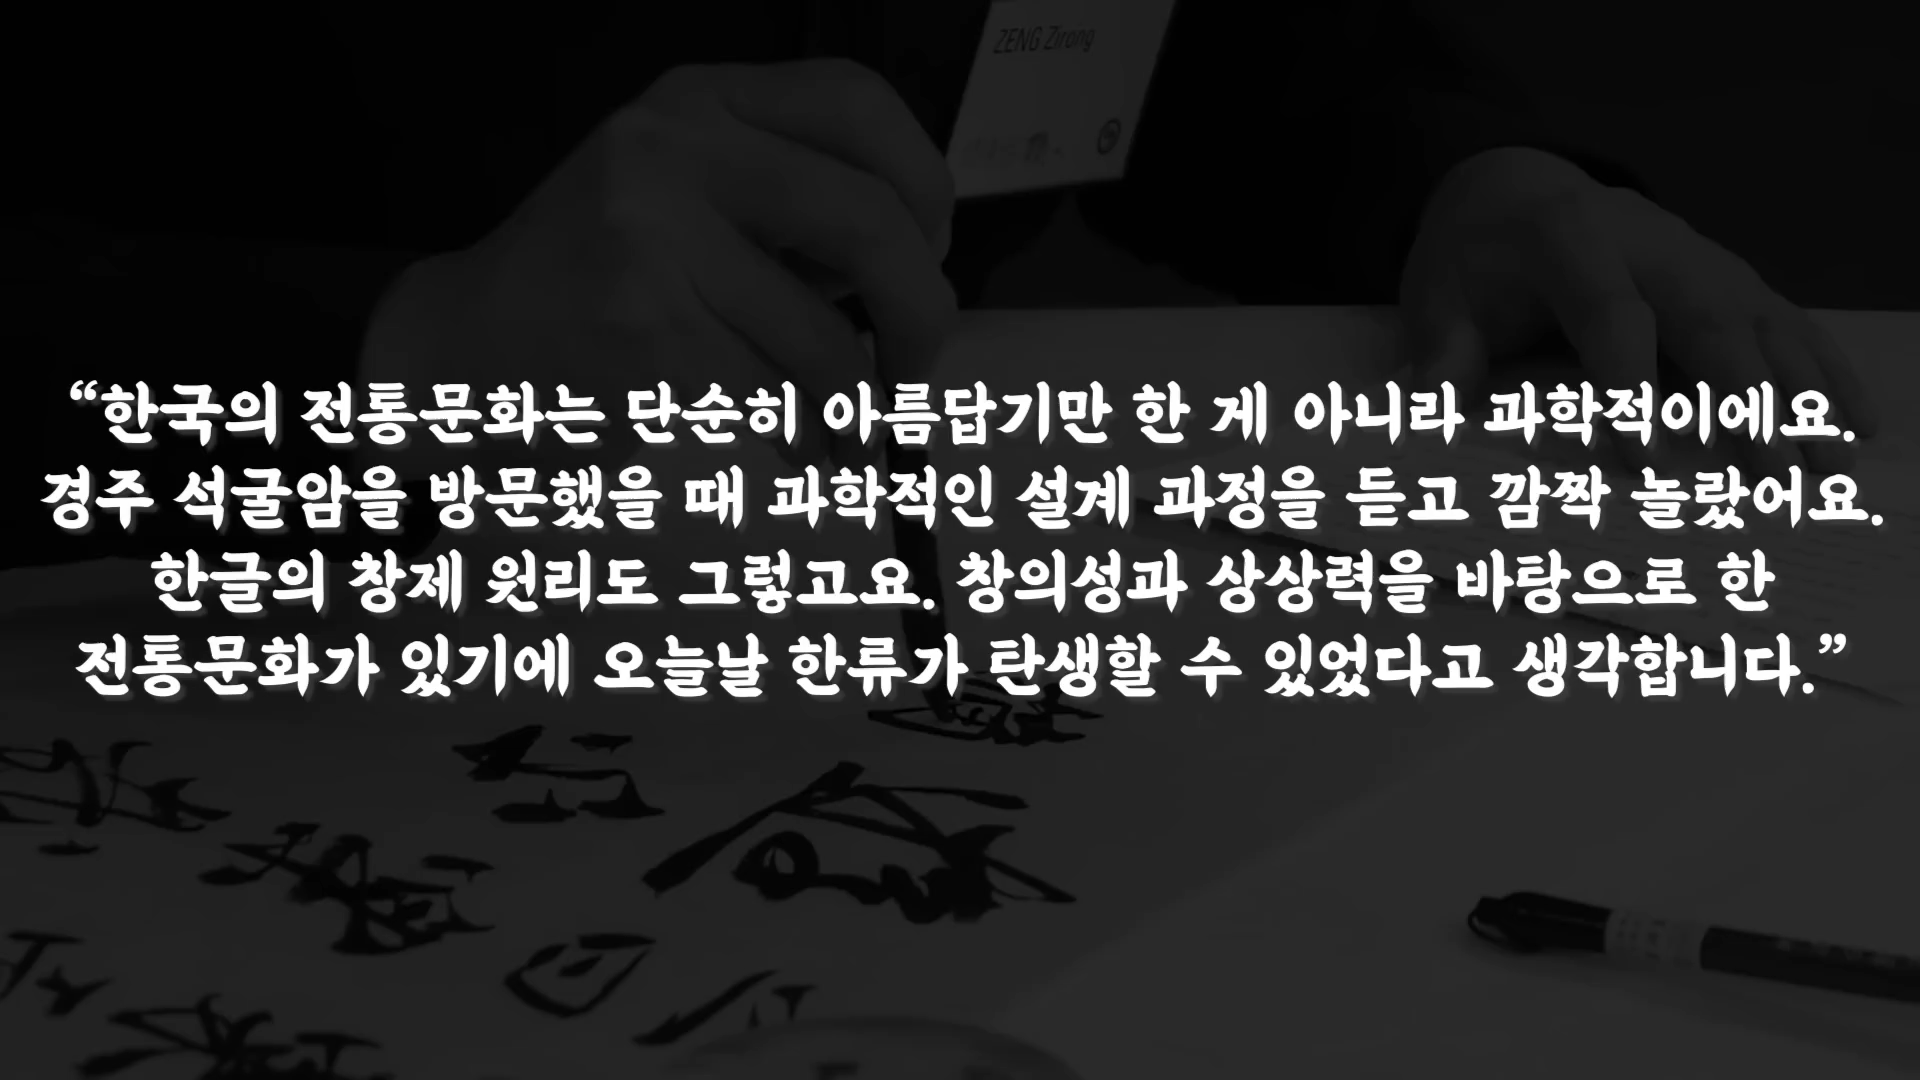 ZENG Zirong
“한국의 전통문화는 단순히 아름답기만 한 게 아니라 과학적이에요.
경주 석굴암을 방문했을 때 과학적인 설계 과정을 듣고 깜짝 놀랐어요.
한글의 창제 원리도 그렇고요. 창의성과 상상력을 바탕으로 한
전통문화가 있기에 오늘날 한류가 탄생할 수 있었다고 생각합니다.”